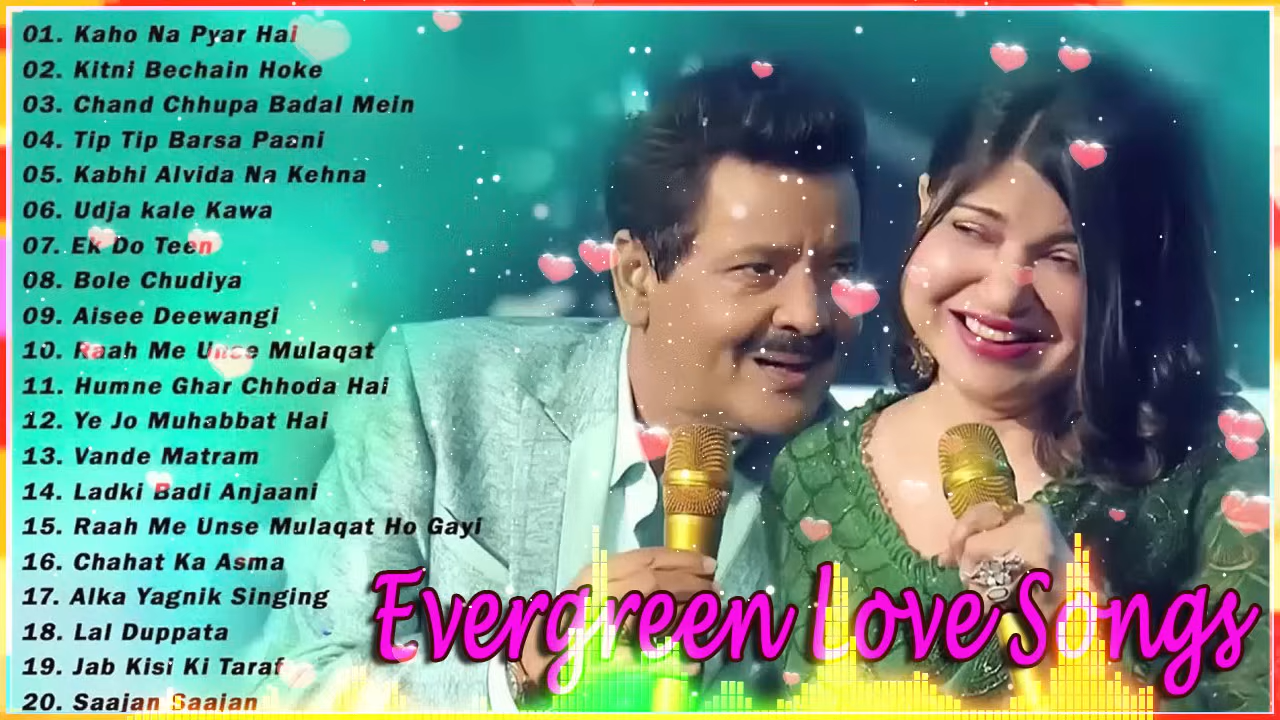 01. Kaho Na Pyar Hai
02. Kitni Bechain Hoke
03. Chand Chhupa Badal Mein
04. Tip Tip Barsa Paani
05. Kabhi Alvida Na Kehna
06. Udja kale Kawa
07. Ek Do Teen
08. Bole Chudiya
09. Aisee Deewangi
10. Raah Me Unse Mulaqat
11. Humne Ghar Chhoda Hai
12. Ye Jo Muhabbat Hai
13. Vande Matram
14. Ladki Badi Anjaani
15. Raah Me Unse Mulaqat Ho Gayi
16. Chahat Ka Asma
17. Alka Yagnik Singing
18. Lal Duppata
19. Jab Kisi Ki Taraf
20. Saajan Saajan
Evergreen Love Songs